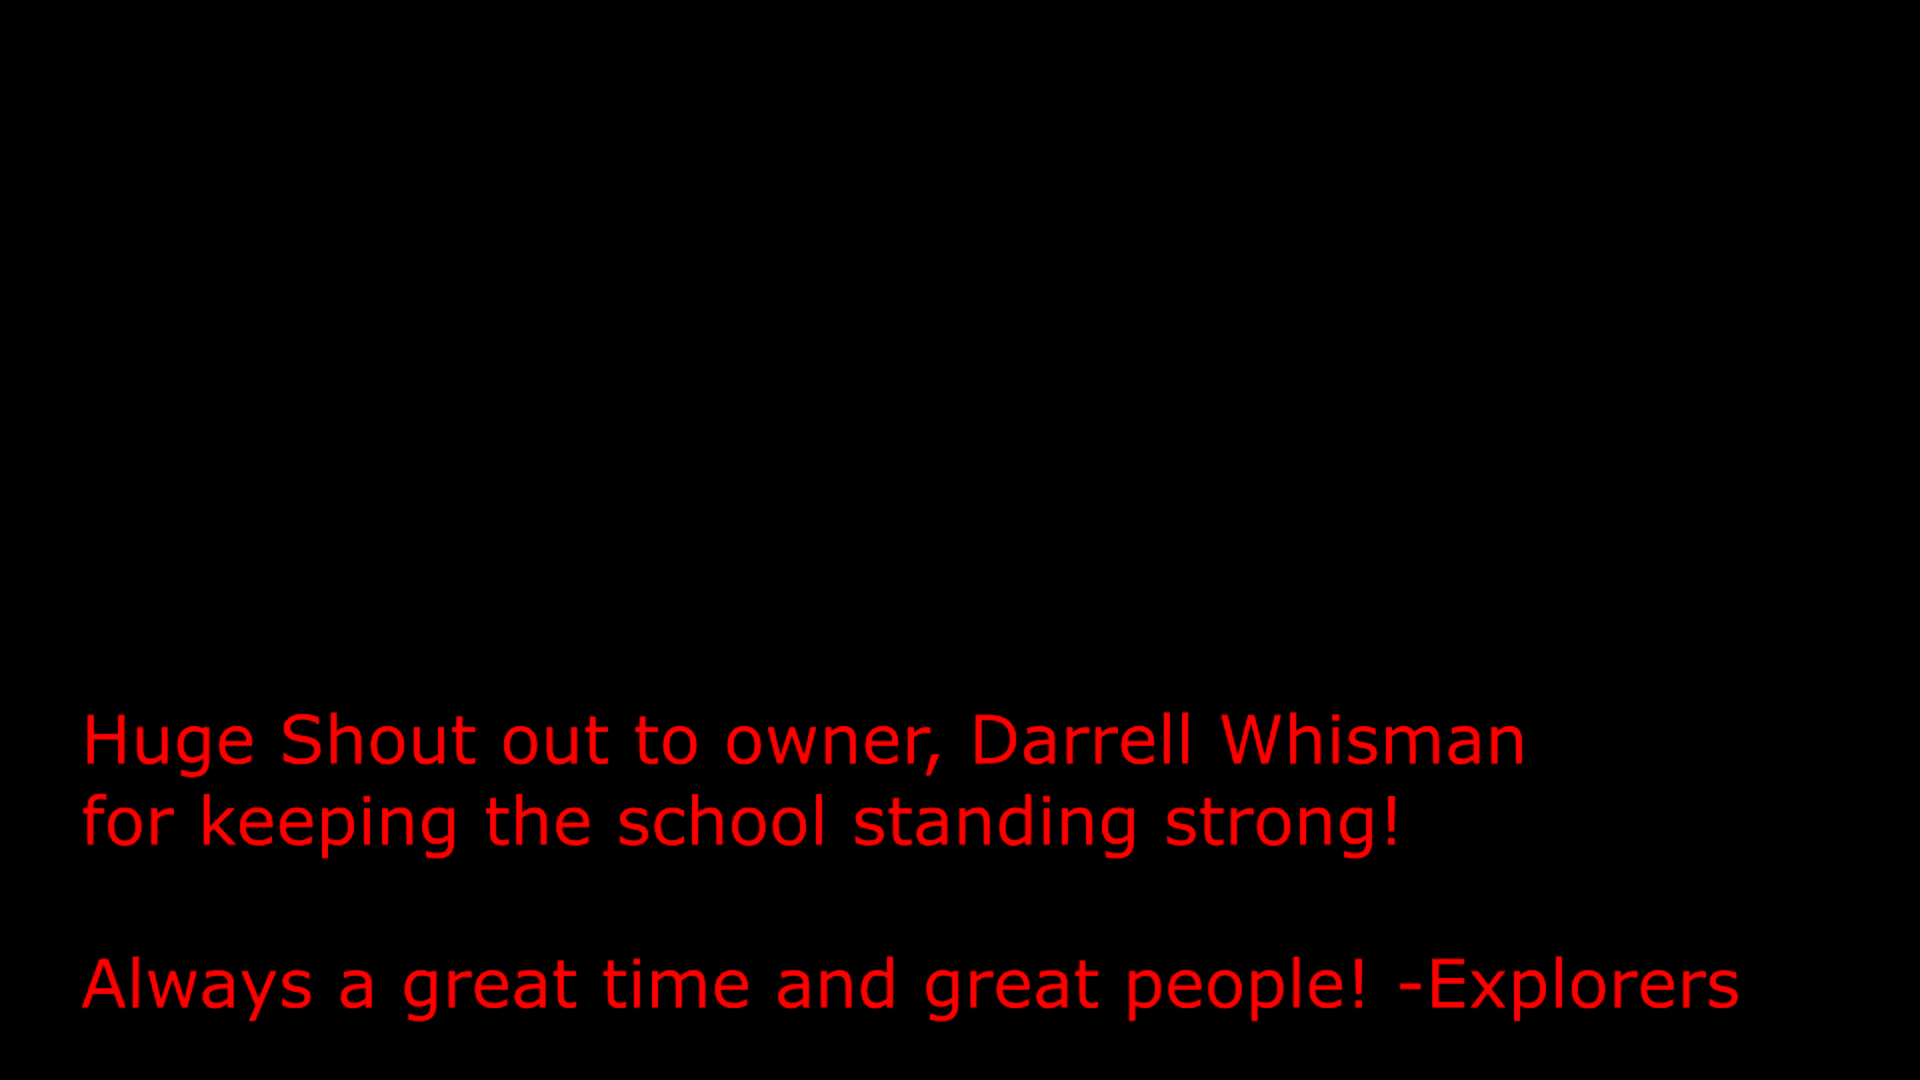 Huge Shout out to owner, Darrell Whisman
for keeping the school standing strong!
Always a great time and great people! -Explorers